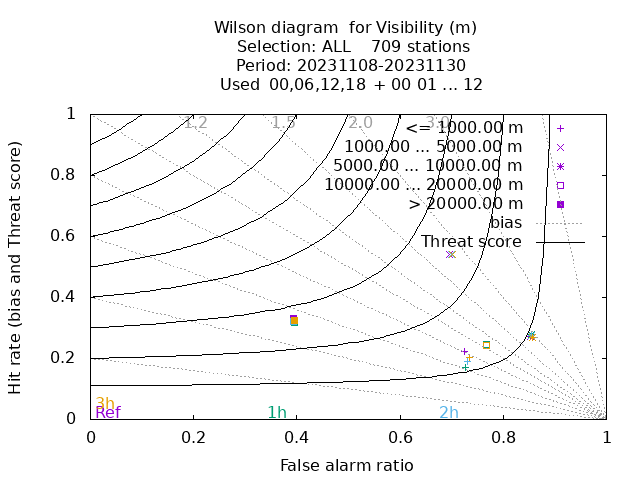 Wilson diagram  for Visibility (m)
Selection: ALL    709 stations
Period: 20231108-20231130
Used  00,06,12,18  + 00 01 ... 12
Hit rate (bias and Threat score)
1
0.8
0.6
0.4
0.2
0
1.2
1.5
2.0
3.0
<= 1000.00 m
1000.00 ... 5000.00 m
5000.00 ... 10000.00 m
10000.00 ... 20000.00 m
> 20000.00 m
bias
Threat score
3h
Ref
1h
2h
0
0.2
0.4
0.6
0.8
1
False alarm ratio